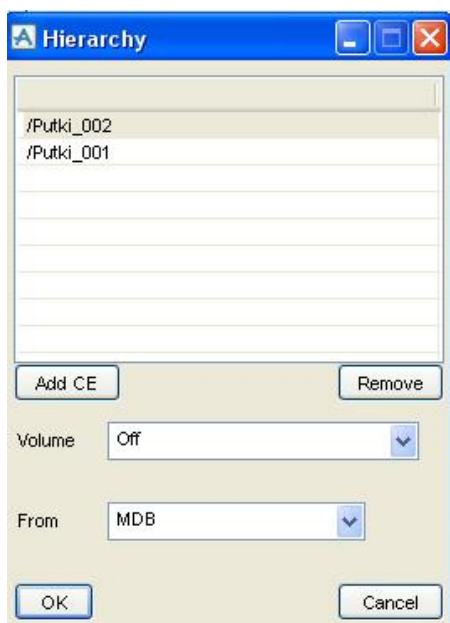 Hierarchy
/Putki_002
/Putki_001
Add CE Remove
Volume Off
From MDB
OK Cancel